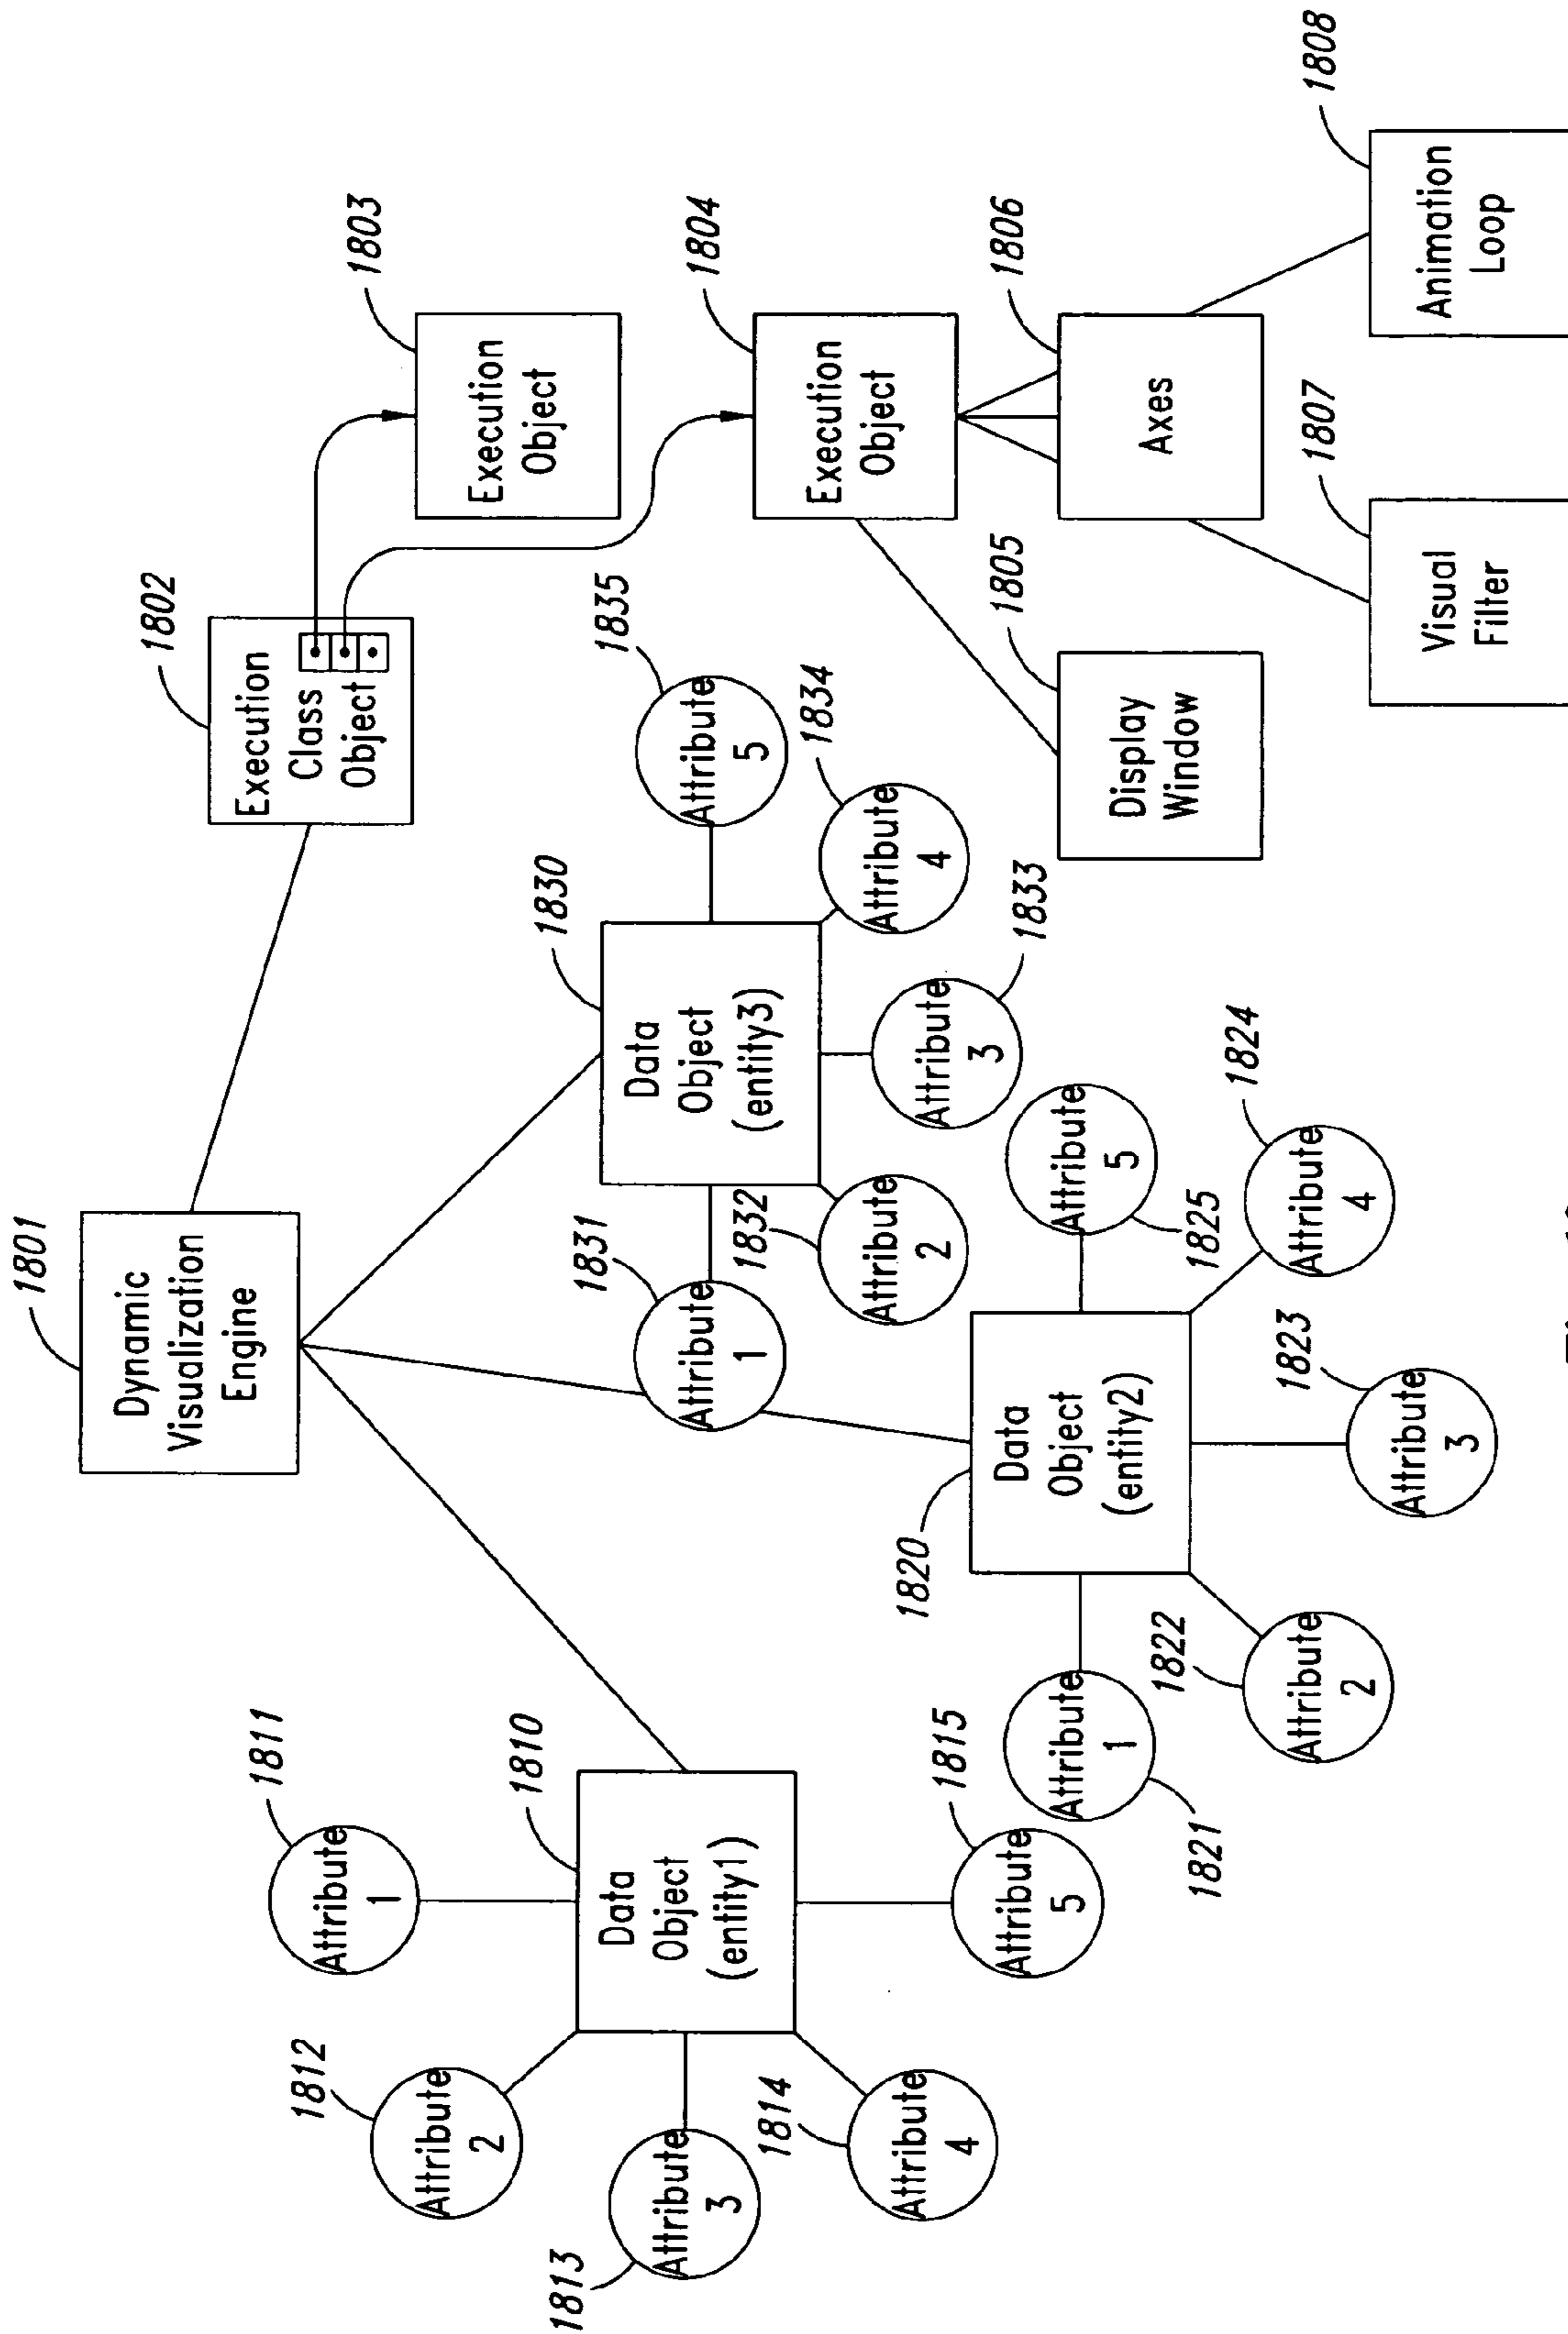 1801
Dynamic
Visualization
Engine
1802
Execution
Class
Object
1803
Execution
Object
1804
Execution
Object
1805
Display
Window
1806
Axes
1807
Visual
Filter
1808
Animation
Loop
1810
Data
Object
(entity1)
1811
Attribute
1
1812
Attribute
2
1813
Attribute
3
1814
Attribute
4
1815
Attribute
5
1820
Data
Object
(entity2)
1821
Attribute
1
1822
Attribute
2
1823
Attribute
3
1824
Attribute
4
1825
Attribute
5
1830
Data
Object
(entity3)
1831
Attribute
1
1832
Attribute
2
1833
Attribute
3
1834
Attribute
4
1835
Attribute
5